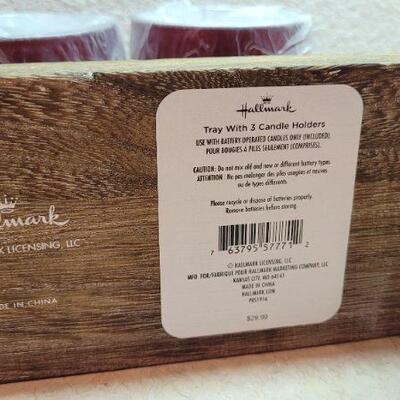 Hallmark
Tray With 3 Candle Holders
USE WITH BATTERY OPERATED CANDLES ONLY (INCLUDED).
POUR BOUGIES À PILES SEULEMENT (COMPRISES).
CAUTION: Do not mix old and new or different battery types.
ATTENTION: Ne pas mélanger des piles usagées et neuves
ou de types différents.
Please recycle or dispose of batteries properly.
Remove batteries before storing.
7 63795 57771 2
© HALLMARK LICENSING, LLC
MFG. FOR/FABRIQUÉ POUR HALLMARK MARKETING COMPANY, LLC
KANSAS CITY, MO 64141
MADE IN CHINA
HALLMARK.COM
$29.99
allmark
K LICENSING, LLC
DE IN CHINA